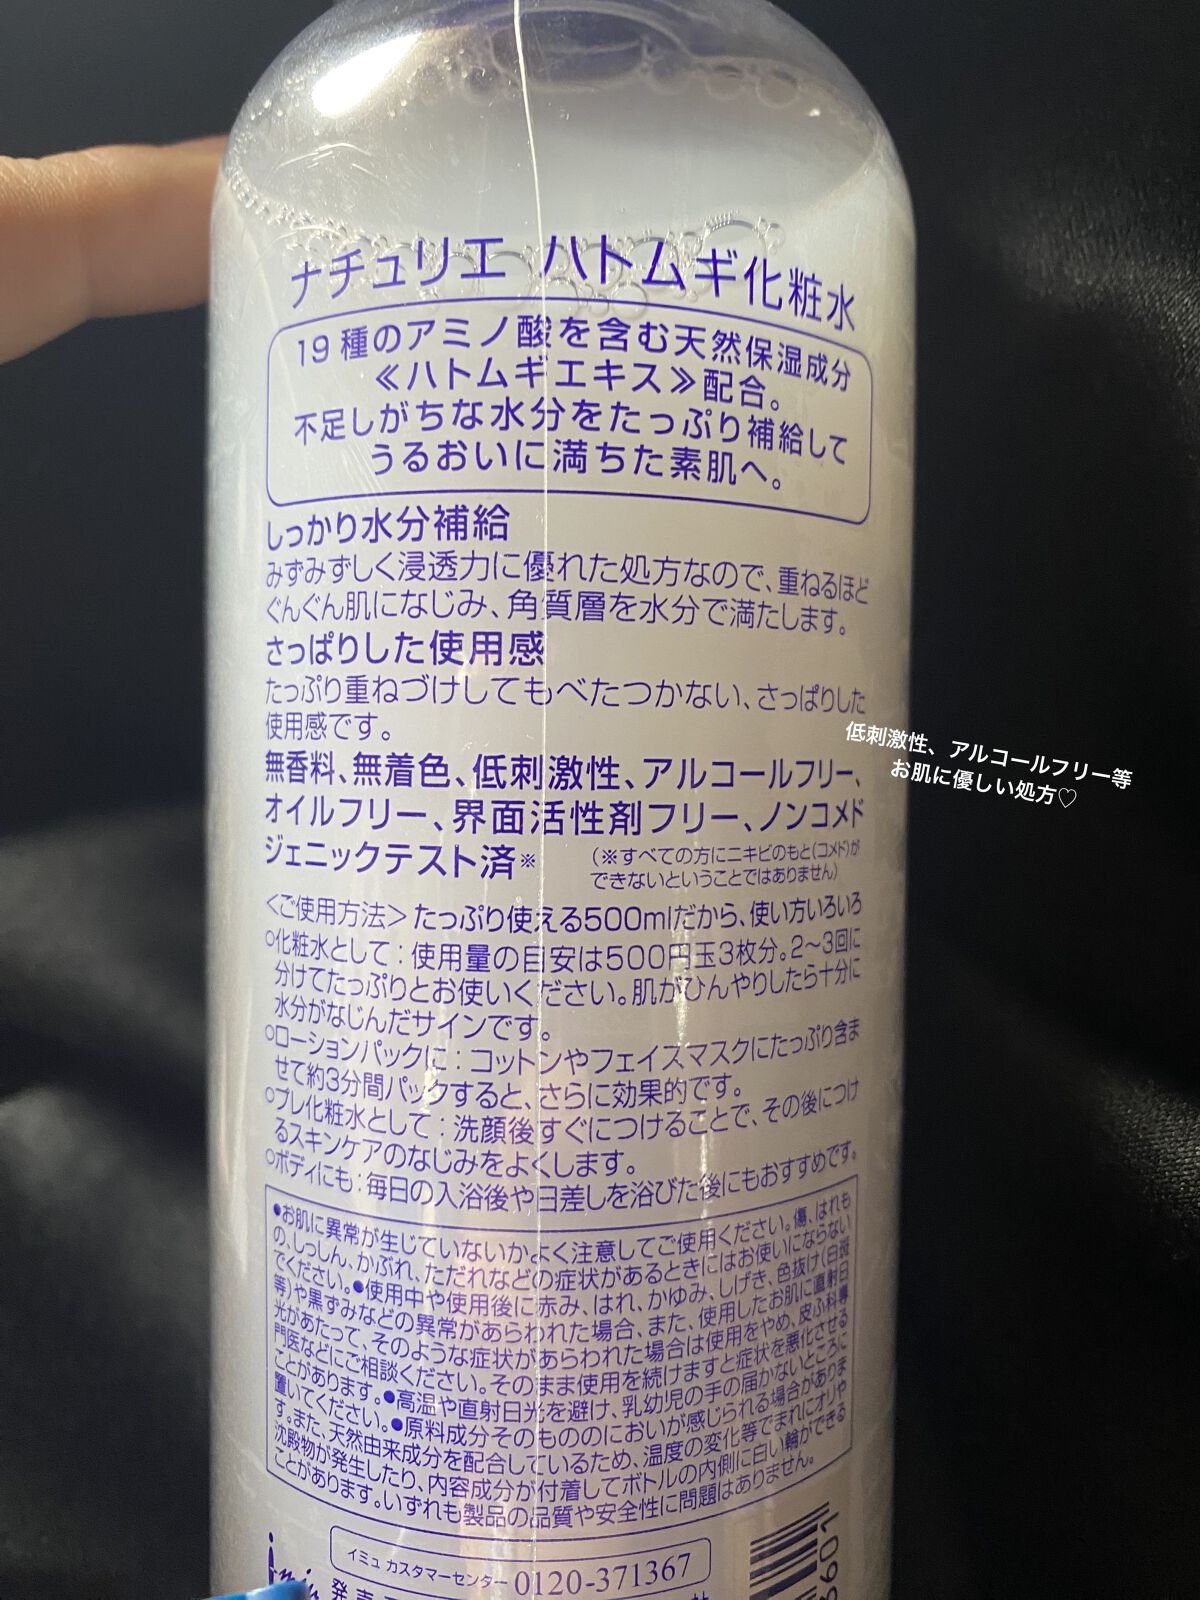 ナチュリエ ハトムギ化粧水
19種のアミノ酸を含む天然保湿成分
≪ハトムギエキス≫配合。
不足しがちな水分をたっぷり補給して
うるおいに満ちた素肌へ。
しっかり水分補給
みずみずしく浸透力に優れた処方なので、重ねるほど
ぐんぐん肌になじみ、角質層を水分で満たします。
さっぱりした使用感
たっぷり重ねづけしてもべたつかない、さっぱりした
使用感です。
無香料、無着色、低刺激性、アルコールフリー、
オイルフリー、界面活性剤フリー、ノンコメド
ジェニックテスト済※
(※すべての方にニキビのもと(コメド)が
できないということではありません)
低刺激性、アルコールフリー等
お肌に優しい処方♡
<ご使用方法>たっぷり使える500mlだから、使い方いろいろ
○化粧水として:使用量の目安は500円玉3枚分。2~3回に
分けてたっぷりとお使いください。肌がひんやりしたら十分に
水分がなじんだサインです。
○ローションパックに:コットンやフェイスマスクにたっぷり含ま
せて約3分間パックすると、さらに効果的です。
○プレ化粧水として:洗顔後すぐにつけることで、その後につけ
るスキンケアのなじみをよくします。
○ボディにも:毎日の入浴後や日差しを浴びた後にもおすすめです。
●お肌に異常が生じていないかよく注意してご使用ください。傷、はれも
の、しっしん、かぶれ、ただれなどの症状があるときにはお使いにならない
でください。●使用中や使用後に赤み、はれ、かゆみ、しげき、色抜け(白斑
等)や黒ずみなどの異常があらわれた場合、また、使用したお肌に直射日
光があたって、そのような症状があらわれた場合は使用をやめ、皮ふ科専
門医などにご相談ください。そのまま使用を続けますと症状を悪化させる
ことがあります。●高温や直射日光を避け、乳幼児の手の届かないところに
置いてください。●原料成分そのもののにおいが感じられる場合がありま
す。また、天然由来成分を配合しているため、温度の変化等でまれにオリや
沈殿物が発生したり、内容成分が付着してボトルの内側に白い輪ができる
ことがあります。いずれも製品の品質や安全性に問題はありません。
イミュ カスタマーセンター 0120-371367
発売